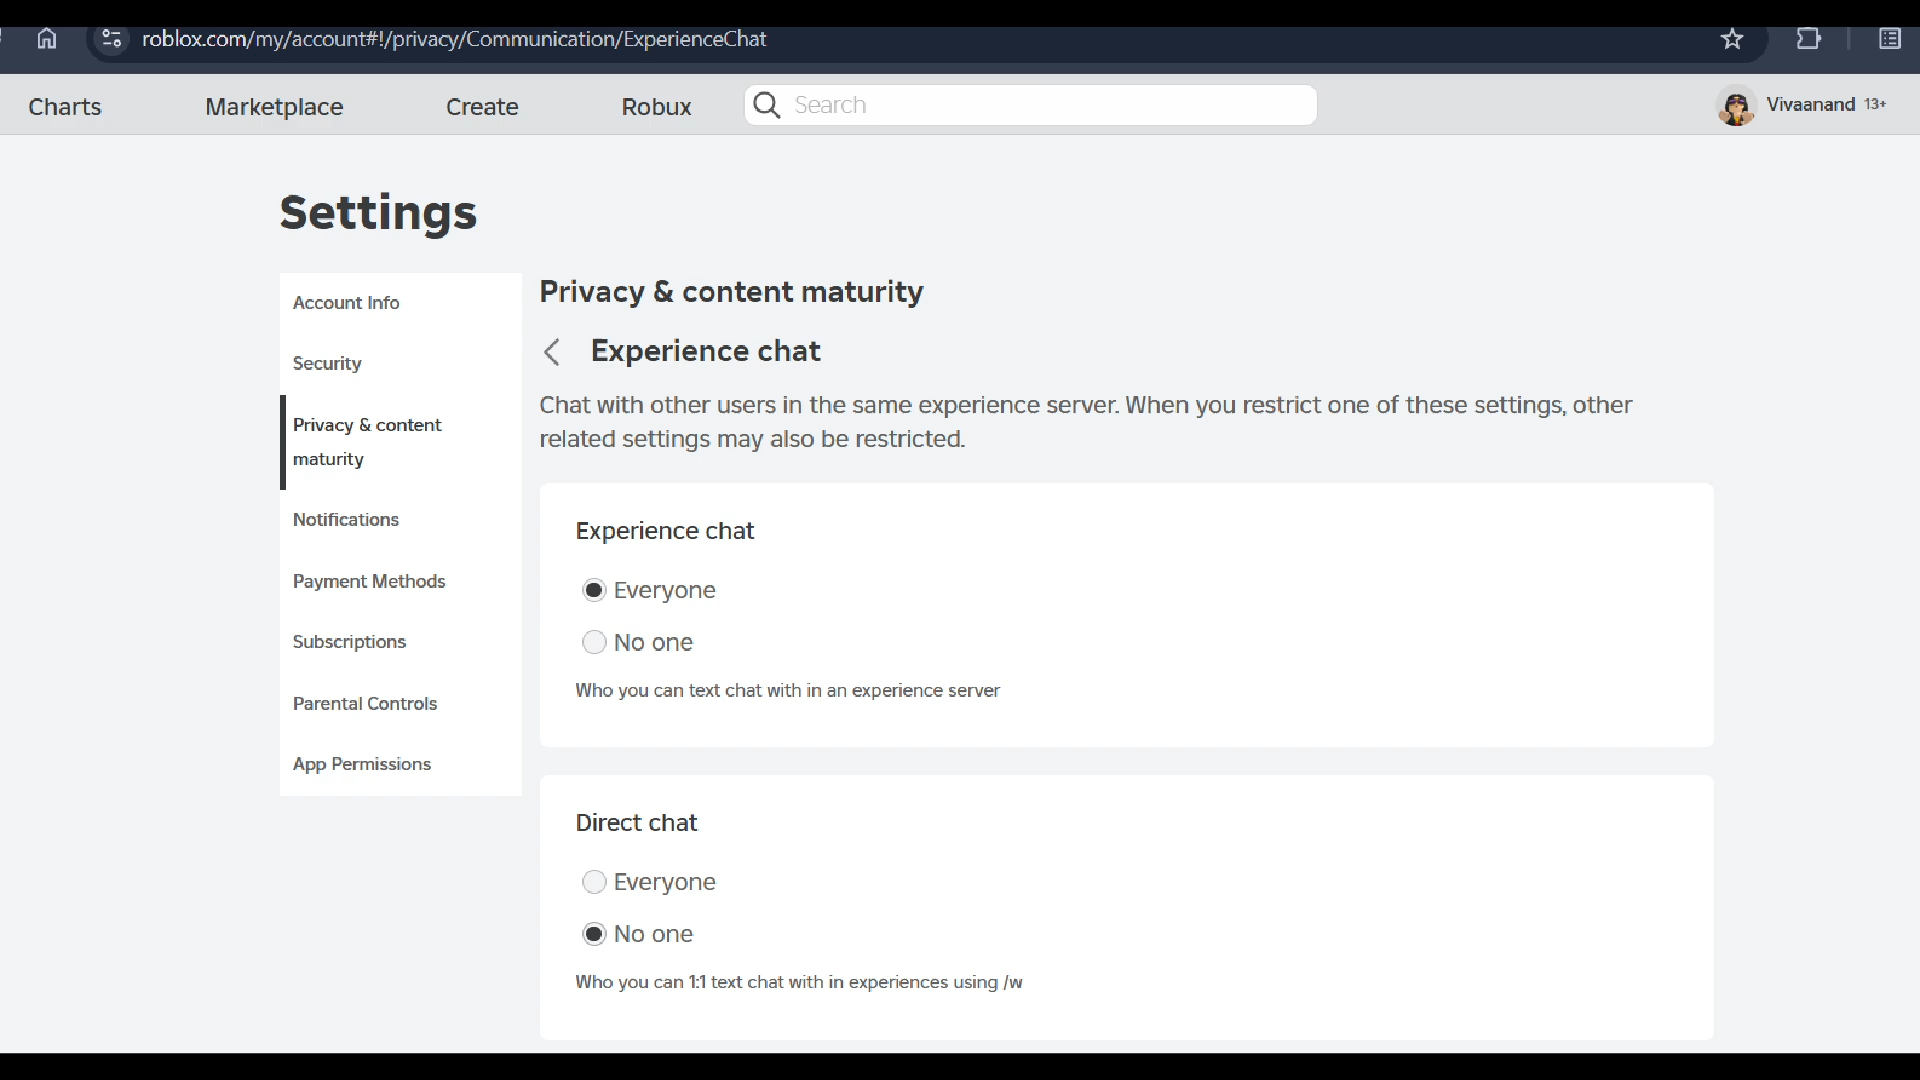 roblox.com/my/account#!/privacy/Communication/ExperienceChat
Charts
Marketplace
Create
Robux
Search
Vivaanand 13+
Settings
Account Info
Security
Privacy & content
maturity
Notifications
Payment Methods
Subscriptions
Parental Controls
App Permissions
Privacy & content maturity
Experience chat
Chat with other users in the same experience server. When you restrict one of these settings, other
related settings may also be restricted.
Experience chat
Everyone
No one
Who you can text chat with in an experience server
Direct chat
Everyone
No one
Who you can 1:1 text chat with in experiences using /w